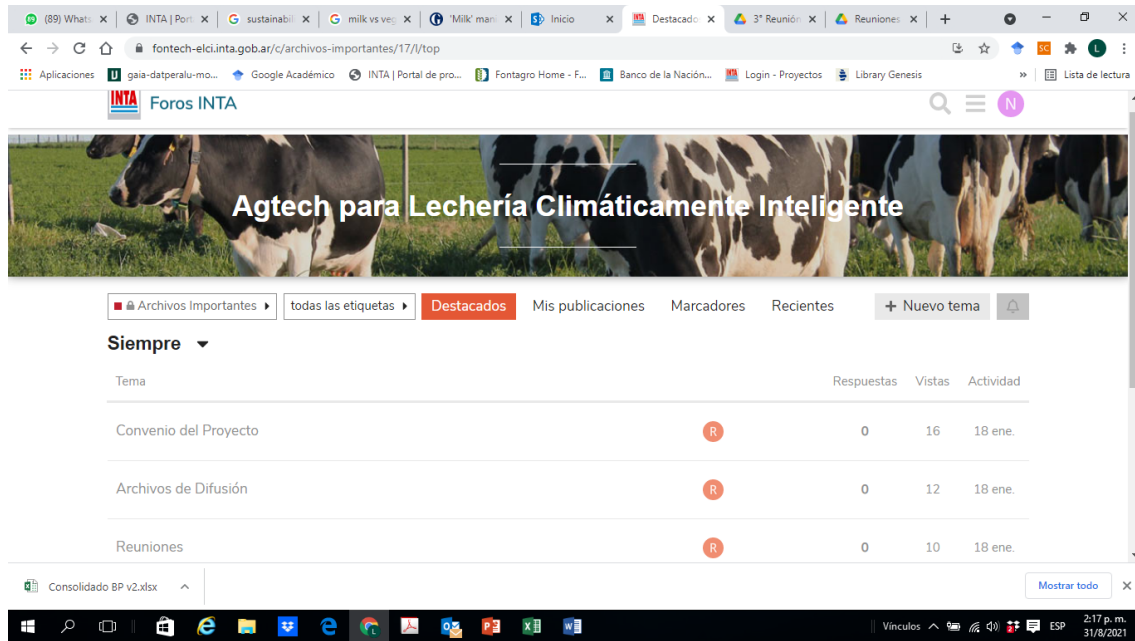 (89) Whats
INTA | Port
sustainabil
milk vs veg
'Milk' man
Inicio
Destacado
3° Reunión
Reuniones
fontech-elci.inta.gob.ar/c/archivos-importantes/17/l/top
SC
L
Aplicaciones
gaia-datperalu-mo...
Google Académico
INTA | Portal de pro...
Fontagro Home - F...
Banco de la Nación...
Login - Proyectos
Library Genesis
»
Lista de lectura
INTA
Foros INTA
N
Agtech para Lechería Climáticamente Inteligente
Archivos Importantes
todas las etiquetas
Destacados
Mis publicaciones
Marcadores
Recientes
+ Nuevo tema
Siempre
Tema
Respuestas
Vistas
Actividad
Convenio del Proyecto
R
0
16
18 ene.
Archivos de Difusión
R
0
12
18 ene.
Reuniones
R
0
10
18 ene.
Consolidado BP v2.xlsx
Mostrar todo
Vínculos
ESP
2:17 p. m.
31/8/2021